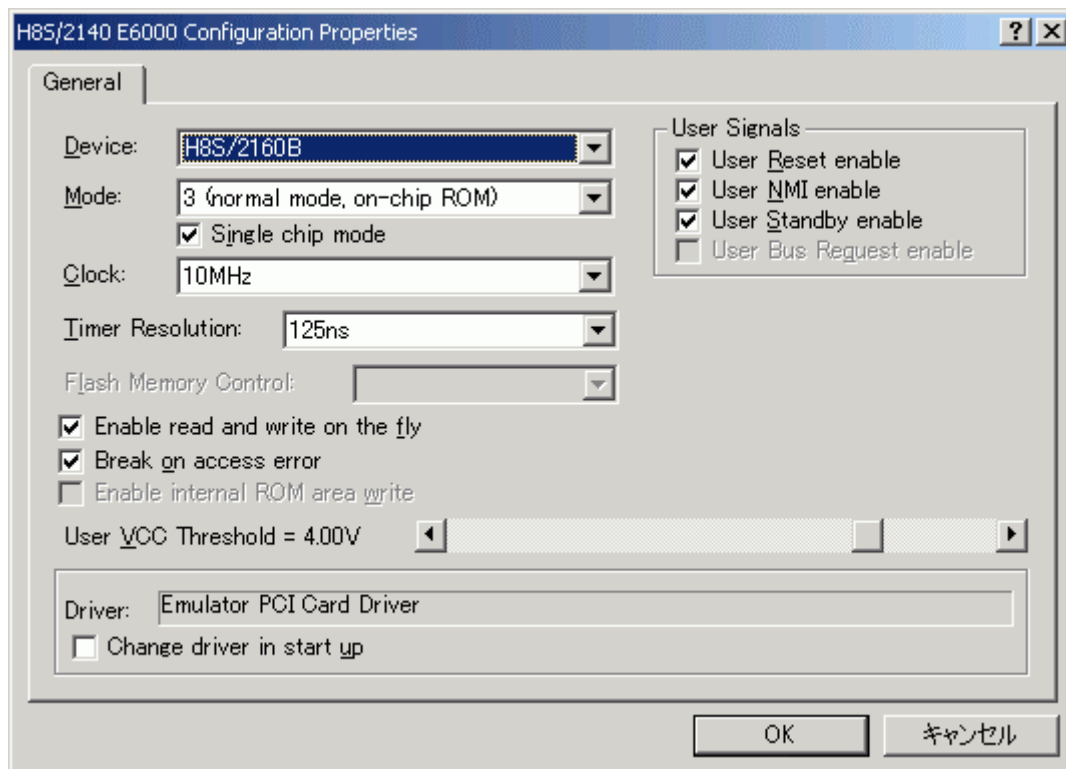 H8S/2140 E6000 Configuration Properties
General
Device: H8S/2160B
Mode: 3 (normal mode, on-chip ROM)
Single chip mode
Clock: 10MHz
Timer Resolution: 125ns
Flash Memory Control:
Enable read and write on the fly
Break on access error
Enable internal ROM area write
User VCC Threshold = 4.00V
User Signals
User Reset enable
User NMI enable
User Standby enable
User Bus Request enable
Driver: Emulator PCI Card Driver
Change driver in start up
OK
キャンセル